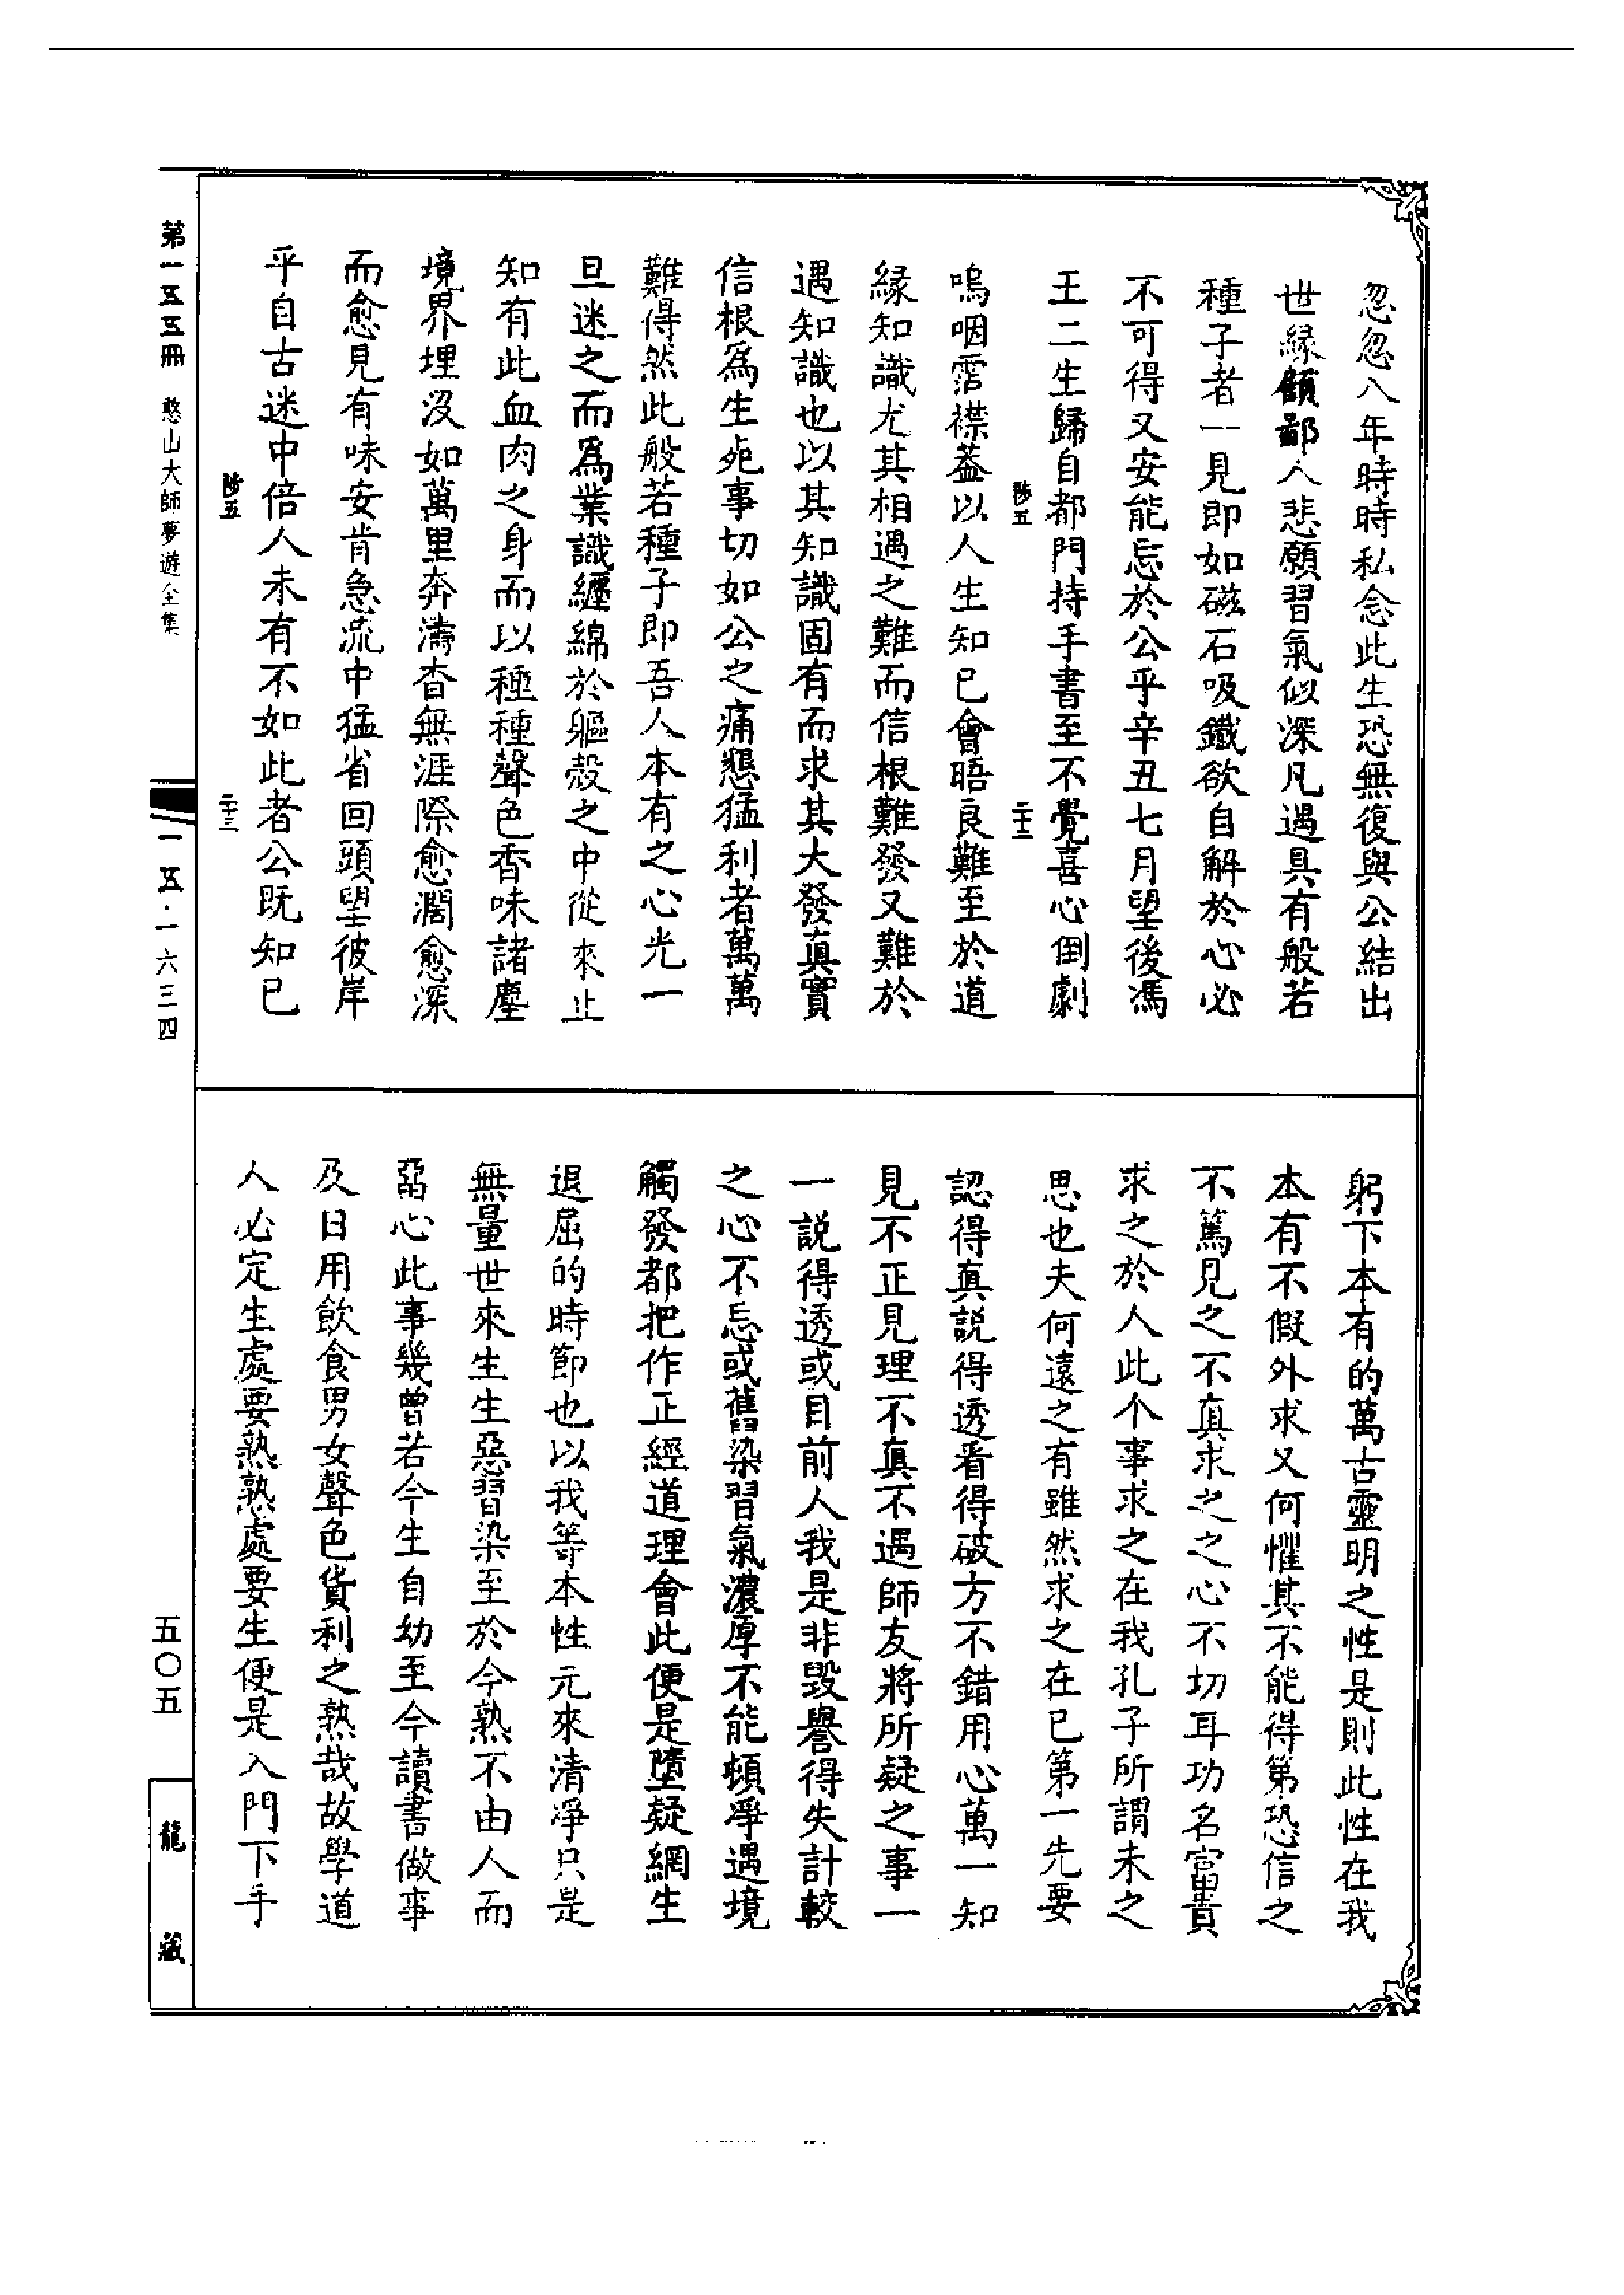 忽忽八年時時私念此生恐無復與公結出
世緣顧鄙人悲願習氣似深凡遇具有般若
種子者一見即如磁石吸鐵欲自解於心必
不可得又安能忘於公乎辛丑七月望後馮
王二生歸自都門持手書至不覺喜心倒劇
陟五
二十二
嗚咽霑襟蓋以人生知已會晤良難至於道
緣知識尤其相遇之難而信根難發又難於
遇知識也以其知識固有而求其大發真實
信根為生死事切如公之痛懇猛利者萬萬
難得然此般若種子即吾人本有之心光一
旦迷之而為業識纏綿於軀殼之中從來止
知有此血肉之身而以種種聲色香味諸塵
境界埋沒如萬里奔濤杳無涯際愈濶愈深
而愈見有味安肯急流中猛省回頭望彼岸
乎自古迷中倍人未有不如此者公既知已
陟五
二十三
躬下本有的萬古靈明之性是則此性在我
本有不假外求又何懼其不能得第恐信之
不篤見之不真求之之心不切耳功名富貴
求之於人此个事求之在我孔子所謂未之
思也夫何遠之有雖然求之在已第一先要
認得真説得透看得破方不錯用心萬一知
見不正見理不真不遇師友將所疑之事一
一説得透或目前人我是非毀譽得失計較
之心不忘或舊染習氣濃厚不能頓淨遇境
觸發都把作正經道理會此便是墮疑網生
退屈的時節也以我等本性元來清淨只是
無量世來生生惡習染至於今熟不由人而
惡心此事幾曾若今生自幼至今讀書做事
及日用飲食男女聲色貨利之熟哉故學道
人必定生處要熟熟處要生便是入門下手
第一五五冊 憨山大師夢遊全集
一五·一六三四
五〇五
龍藏